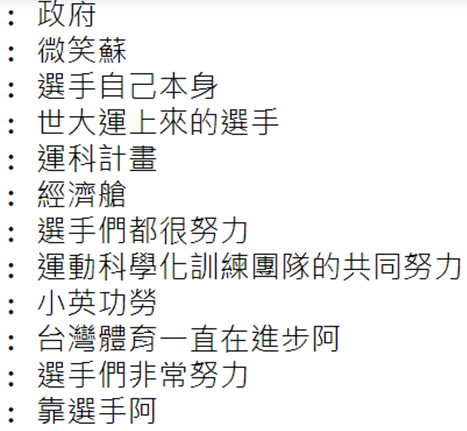 : 政府
: 微笑蘇
: 選手自己本身
: 世大運上來的選手
: 運科計畫
: 經濟艙
: 選手們都很努力
: 運動科學化訓練團隊的共同努力
: 小英功勞
: 台灣體育一直在進步阿
: 選手們非常努力
: 靠選手阿